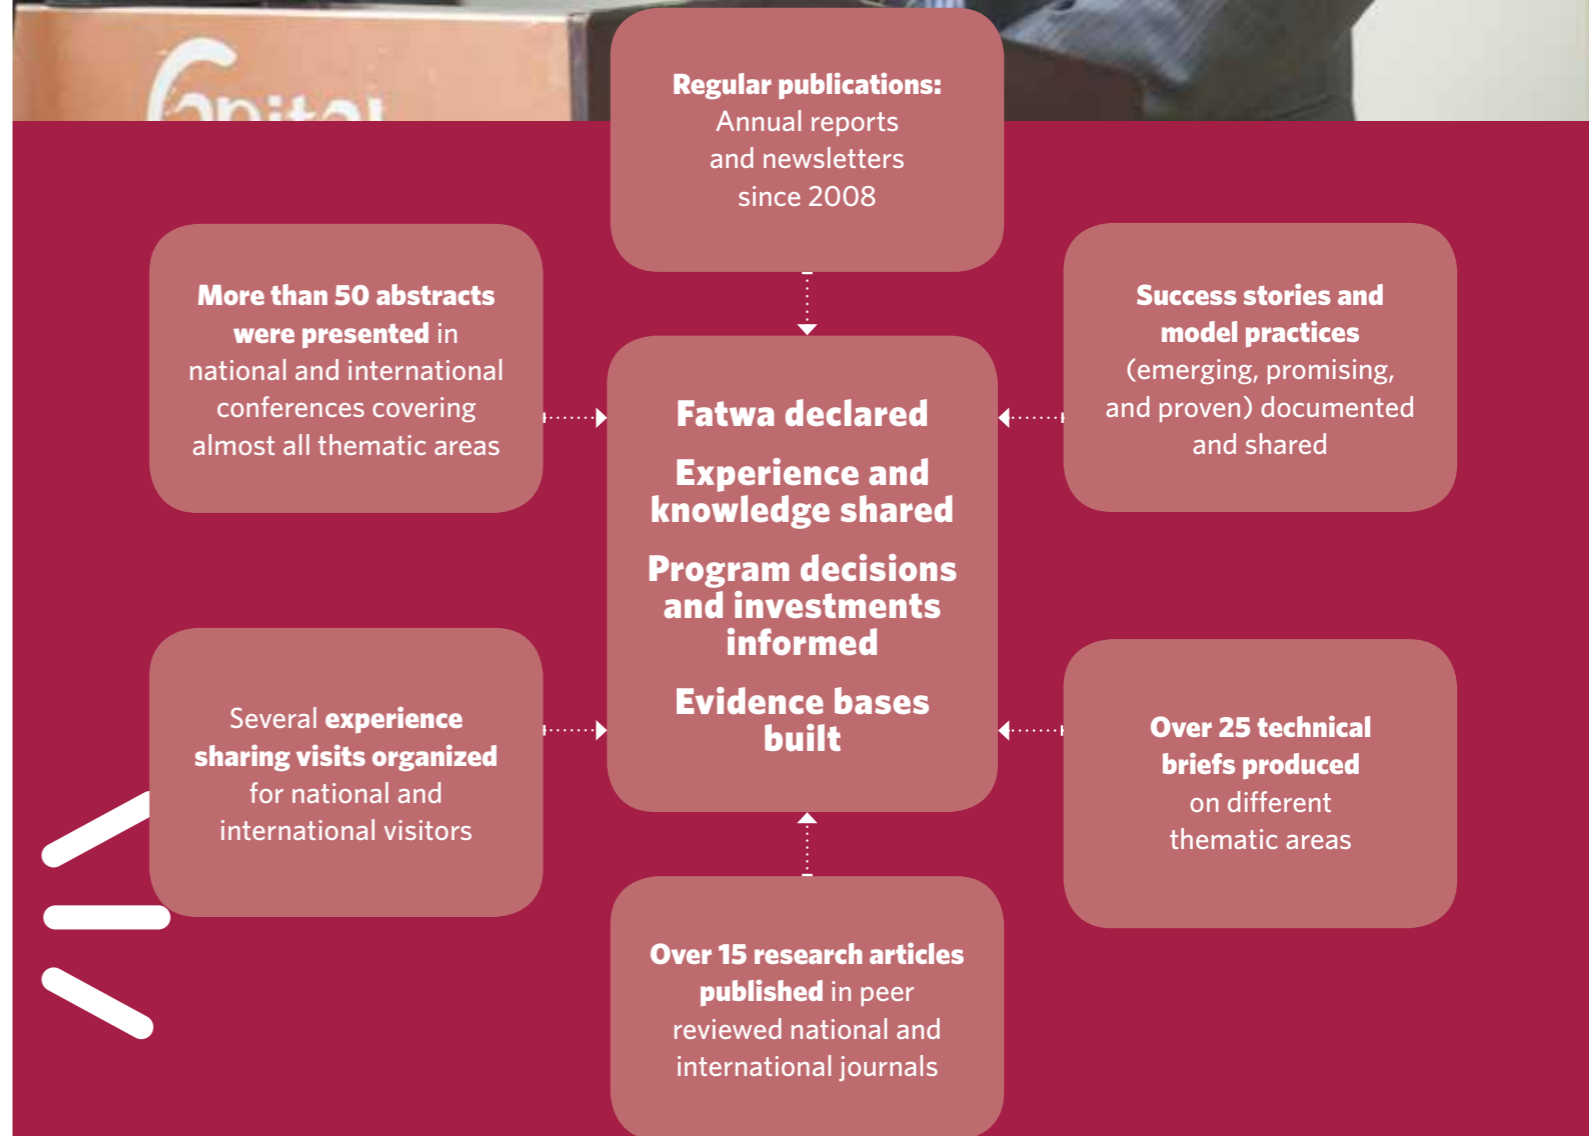 Capital
Regular publications:
Annual reports
and newsletters
since 2008
More than 50 abstracts
were presented in
national and international
conferences covering
almost all thematic areas
Success stories and
model practices
(emerging, promising,
and proven) documented
and shared
Fatwa declared
Experience and
knowledge shared
Program decisions
and investments
informed
Evidence bases
built
Several experience
sharing visits organized
for national and
international visitors
Over 25 technical
briefs produced
on different
thematic areas
Over 15 research articles
published in peer
reviewed national and
international journals